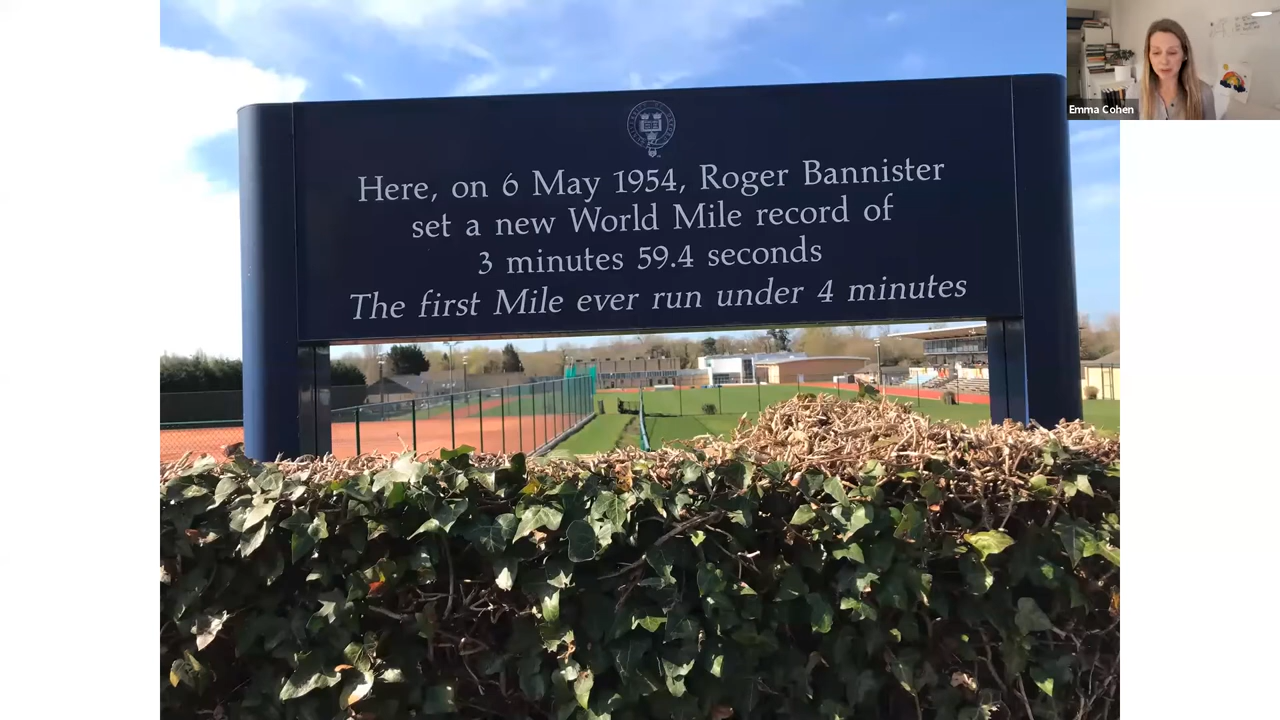 Here, on 6 May 1954, Roger Bannister
set a new World Mile record of
3 minutes 59.4 seconds
The first Mile ever run under 4 minutes
Emma Cohen